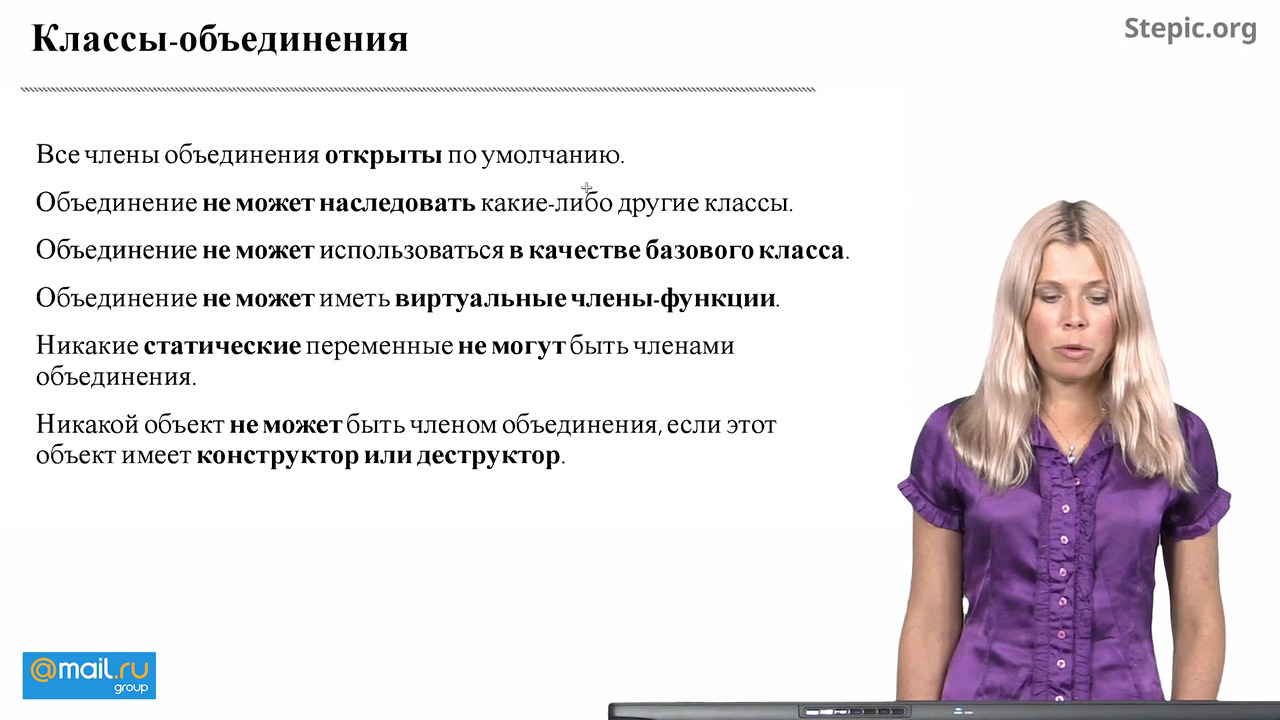 Классы-объединения
Stepic.org
Все члены объединения открыты по умолчанию.
Объединение не может наследовать какие-либо другие классы.
Объединение не может использоваться в качестве базового класса.
Объединение не может иметь виртуальные члены-функции.
Никакие статические переменные не могут быть членами
объединения.
Никакой объект не может быть членом объединения, если этот
объект имеет конструктор или деструктор.
@mail.ru
group